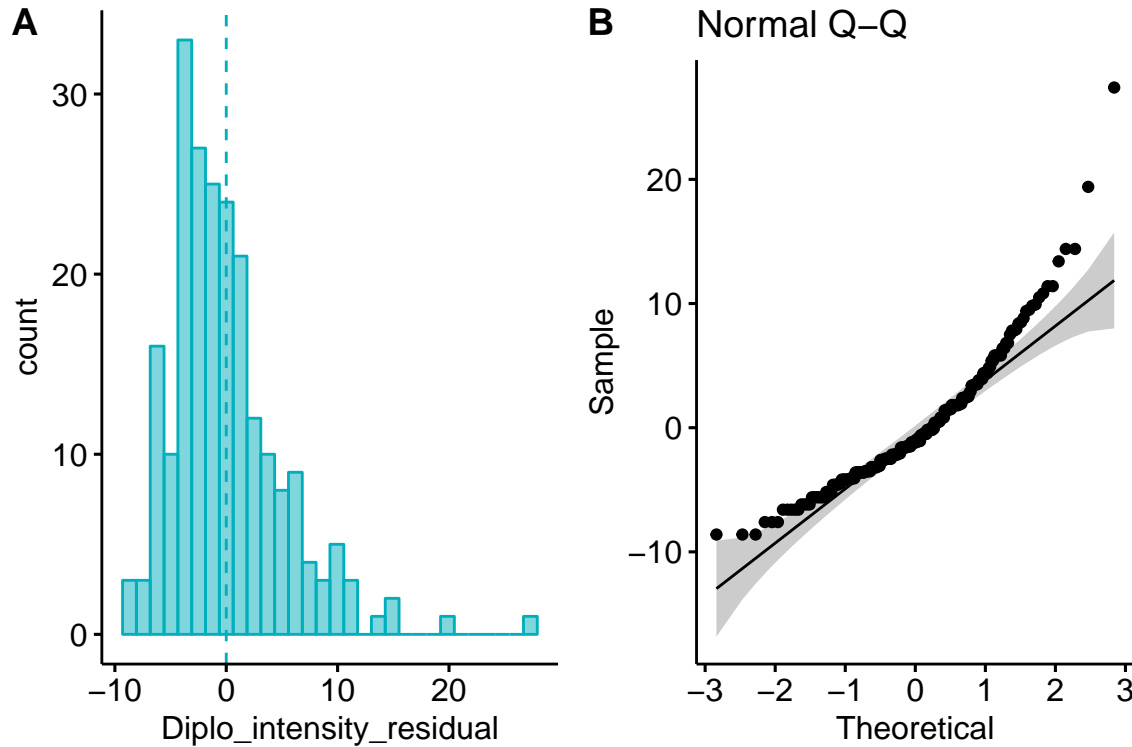 A
count
30
20
10
0
−10 0 10 20
Diplo_intensity_residual
B Normal Q−Q
Sample
20
10
0
−10
−3 −2 −1 0 1 2 3
Theoretical